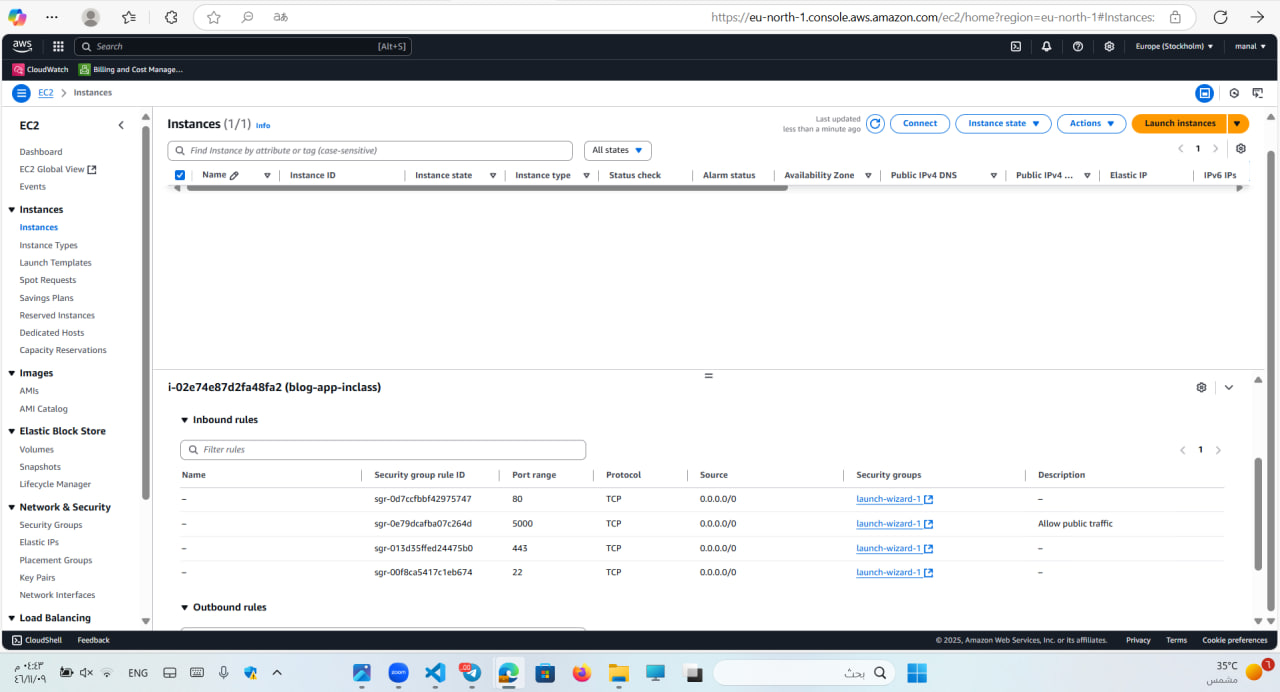 https://eu-north-1.console.aws.amazon.com/ec2/home?region=eu-north-1#Instances:
aws Search [Alt+S] Europe (Stockholm) manal
CloudWatch Billing and Cost Manage...
EC2 Instances
EC2
Dashboard
EC2 Global View
Events
Instances
Instances
Instance Types
Launch Templates
Spot Requests
Savings Plans
Reserved Instances
Dedicated Hosts
Capacity Reservations
Images
AMIs
AMI Catalog
Elastic Block Store
Volumes
Snapshots
Lifecycle Manager
Network & Security
Security Groups
Elastic IPs
Placement Groups
Key Pairs
Network Interfaces
Load Balancing
Instances (1/1) Info
Last updated
less than a minute ago
Connect Instance state Actions Launch instances
Find Instance by attribute or tag (case-sensitive) All states 1
Name Instance ID Instance state Instance type Status check Alarm status Availability Zone Public IPv4 DNS Public IPv4 ... Elastic IP IPv6 IPs
i-02e74e87d2fa48fa2 (blog-app-inclass)
Inbound rules
Filter rules 1
Name Security group rule ID Port range Protocol Source Security groups Description
– sgr-0d7ccfbbf42975747 80 TCP 0.0.0.0/0 launch-wizard-1 –
– sgr-0e79dcafba07c264d 5000 TCP 0.0.0.0/0 launch-wizard-1 Allow public traffic
– sgr-013d35ffed24475b0 443 TCP 0.0.0.0/0 launch-wizard-1 –
– sgr-00f8ca5417c1eb674 22 TCP 0.0.0.0/0 launch-wizard-1 –
Outbound rules
CloudShell Feedback © 2025, Amazon Web Services, Inc. or its affiliates. Privacy Terms Cookie preferences
٠٤:٤٣ م
٤٦/١١/٠٩
ENG
zoom
بحث
35°C
مشمس
1